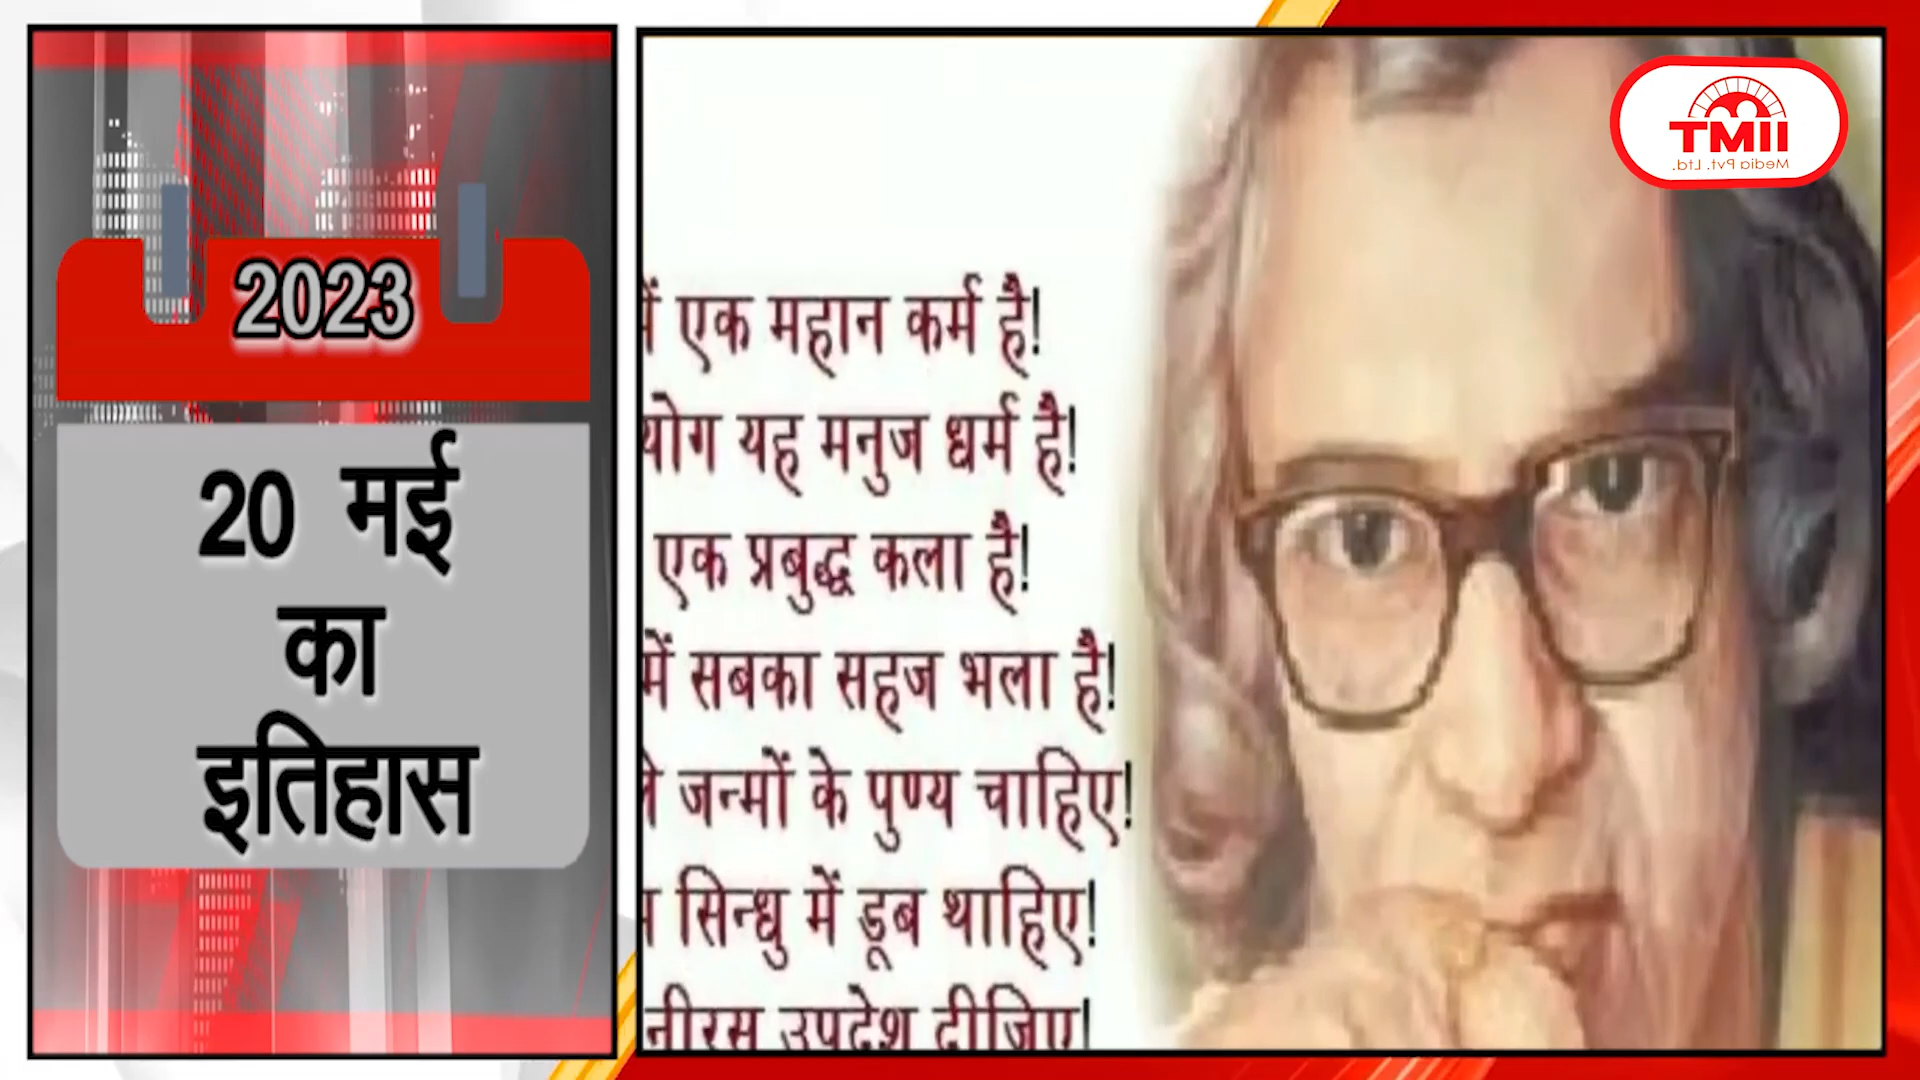 2023
20 मई
का
इतिहास
में एक महान कर्म है!
योग यह मनुज धर्म है!
एक प्रबुद्ध कला है!
में सबका सहज भला है!
जन्मों के पुण्य चाहिए!
सिन्धु में डूब थाहिए!
नीरस उपदेश दीजिए!
TMII
Media Pvt. Ltd.